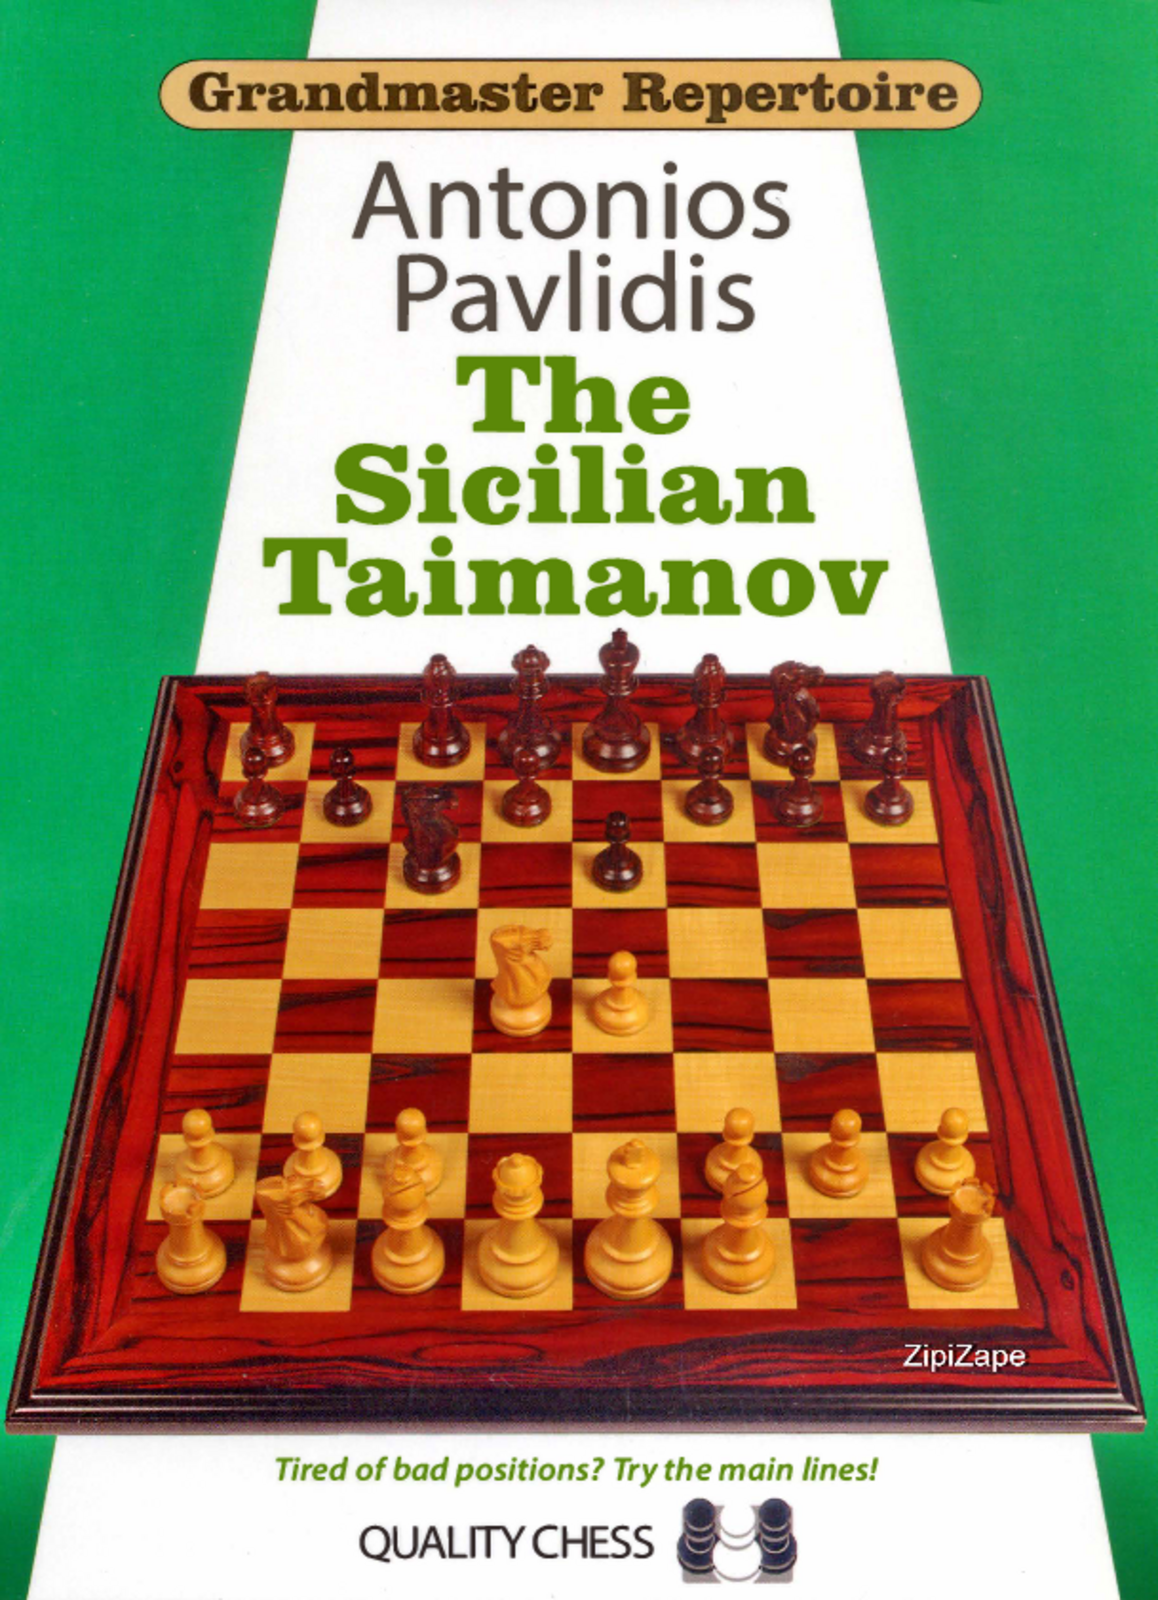 Grandmaster Repertoire
Antonios
Pavlidis
The
Sicilian
Taimanov
ZipiZape
Tired of bad positions? Try the main lines!
QUALITY CHESS